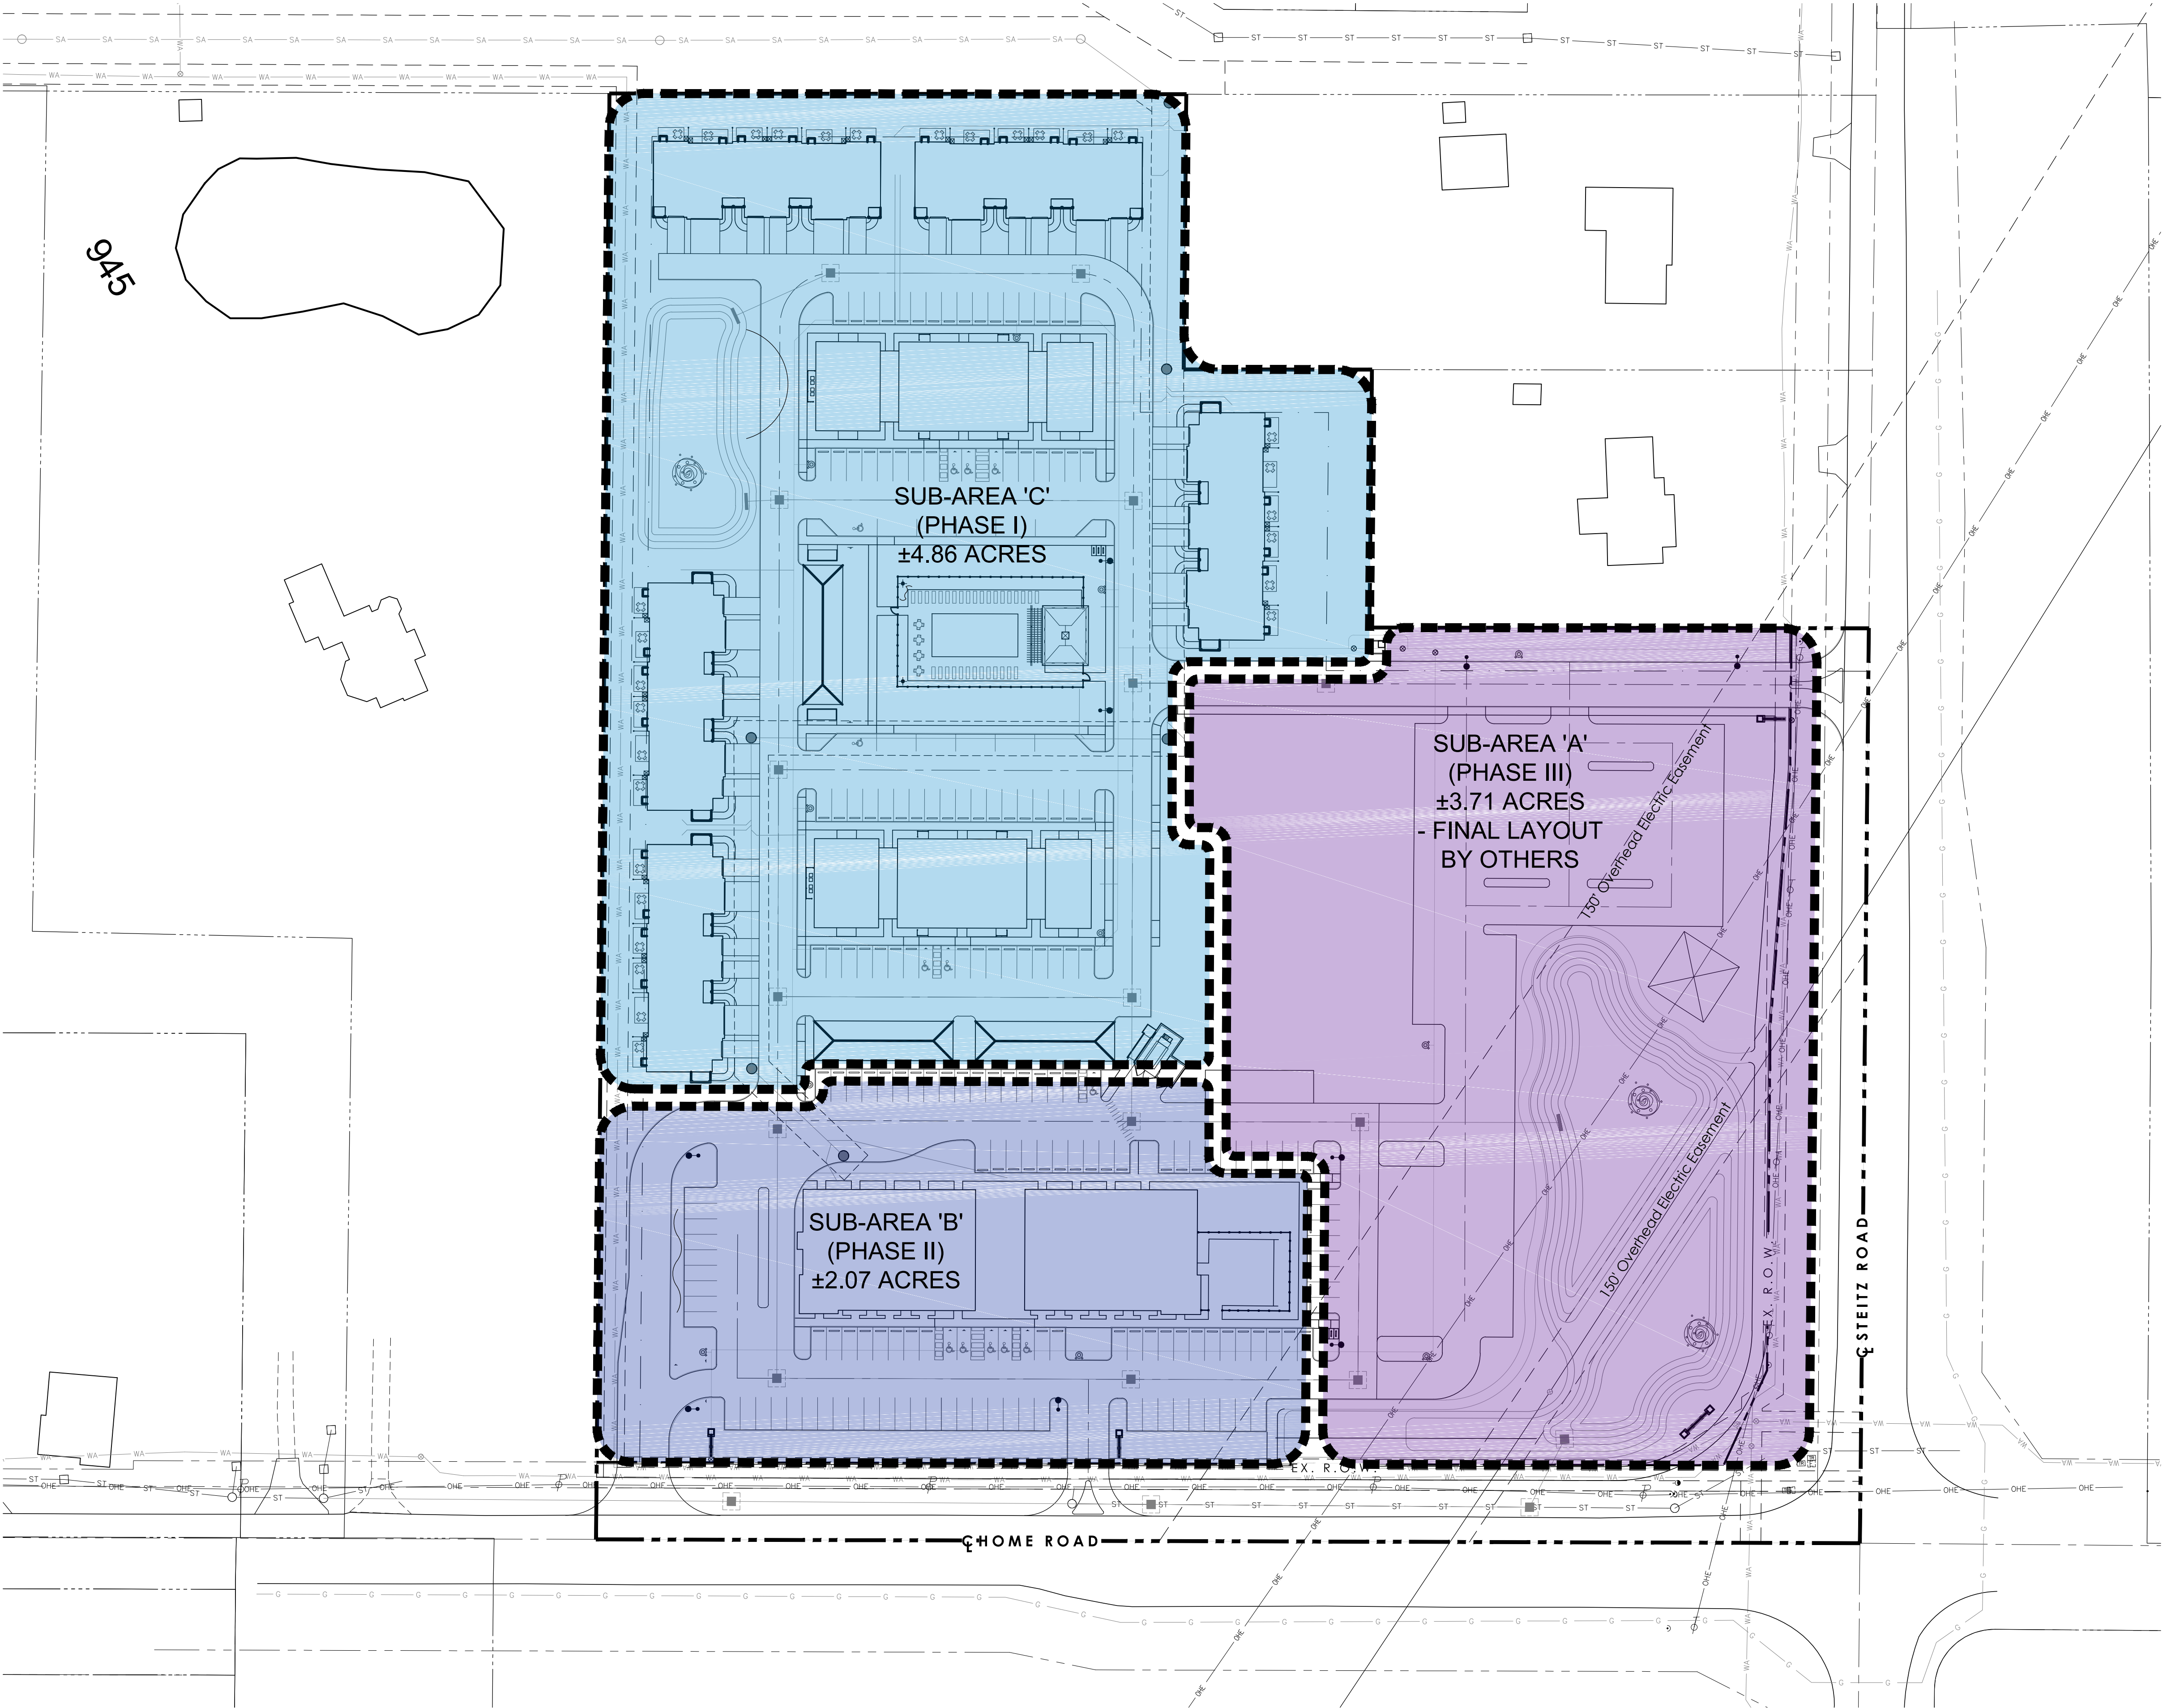 945
SUB-AREA 'C'
(PHASE I)
±4.86 ACRES
SUB-AREA 'A'
(PHASE III)
±3.71 ACRES
- FINAL LAYOUT
BY OTHERS
150' Overhead Electric Easement
150' Overhead Electric Easement
SUB-AREA 'B'
(PHASE II)
±2.07 ACRES
EX. R.O.W.
EX. R.O.W.
℄ STEITZ ROAD
℄ HOME ROAD